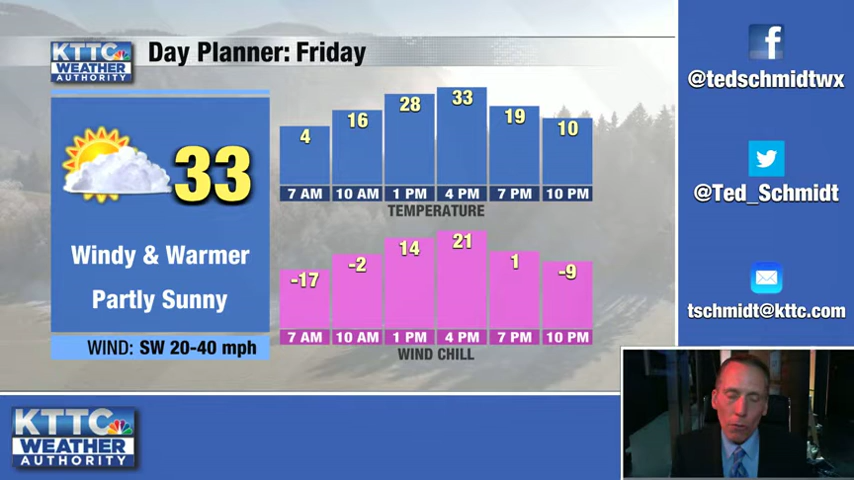 KTTC
WEATHER
AUTHORITY
Day Planner: Friday
33
Windy & Warmer
Partly Sunny
WIND: SW 20-40 mph
4 16 28 33 19 10
7 AM 10 AM 1 PM 4 PM 7 PM 10 PM
TEMPERATURE
-17 -2 14 21 1 -9
7 AM 10 AM 1 PM 4 PM 7 PM 10 PM
WIND CHILL
@tedschmidtwx
@Ted_Schmidt
tschmidt@kttc.com
KTTC
WEATHER
AUTHORITY